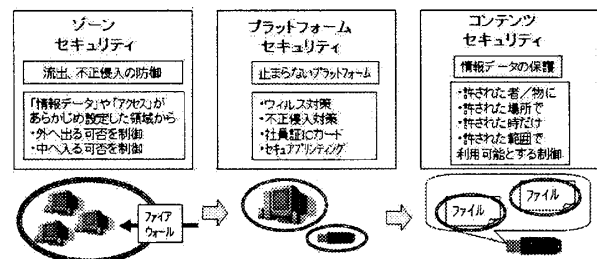 ゾーン
セキュリティ
流出、不正侵入の防御
「情報データ」や「アクセス」が
あらかじめ設定した領域から
・外へ出る可否を制御
・中へ入る可否を制御
ファイア
ウォール
プラットフォーム
セキュリティ
止まらないプラットフォーム
・ウィルス対策
・不正侵入対策
・社員証ICカード
・セキュアプリンティング
コンテンツ
セキュリティ
情報データの保護
・許された者/物に
・許された場所で
・許された時だけ
・許された範囲で
利用可能とする制御
ファイル
ファイル